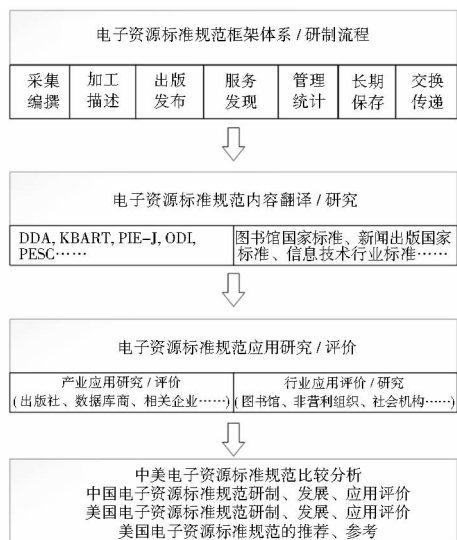 电子资源标准规范框架体系/研制流程
采集 加工 出版 服务 管理 长期 交换
编撰 描述 发布 发现 统计 保存 传递
电子资源标准规范内容翻译/研究
DDA, KBART, PIE-J, ODI,
PESC……
图书馆国家标准、新闻出版国家
标准、信息技术行业标准……
电子资源标准规范应用研究/评价
产业应用研究/评价
(出版社、数据库商、相关企业……)
行业应用评价/研究
(图书馆、非营利组织、社会机构……)
中美电子资源标准规范比较分析
中国电子资源标准规范研制、发展、应用评价
美国电子资源标准规范研制、发展、应用评价
美国电子资源标准规范的推荐、参考